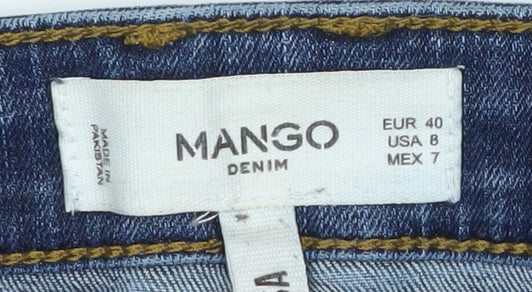 MADE IN
PAKISTAN
MANGO
DENIM
EUR 40
USA 8
MEX 7